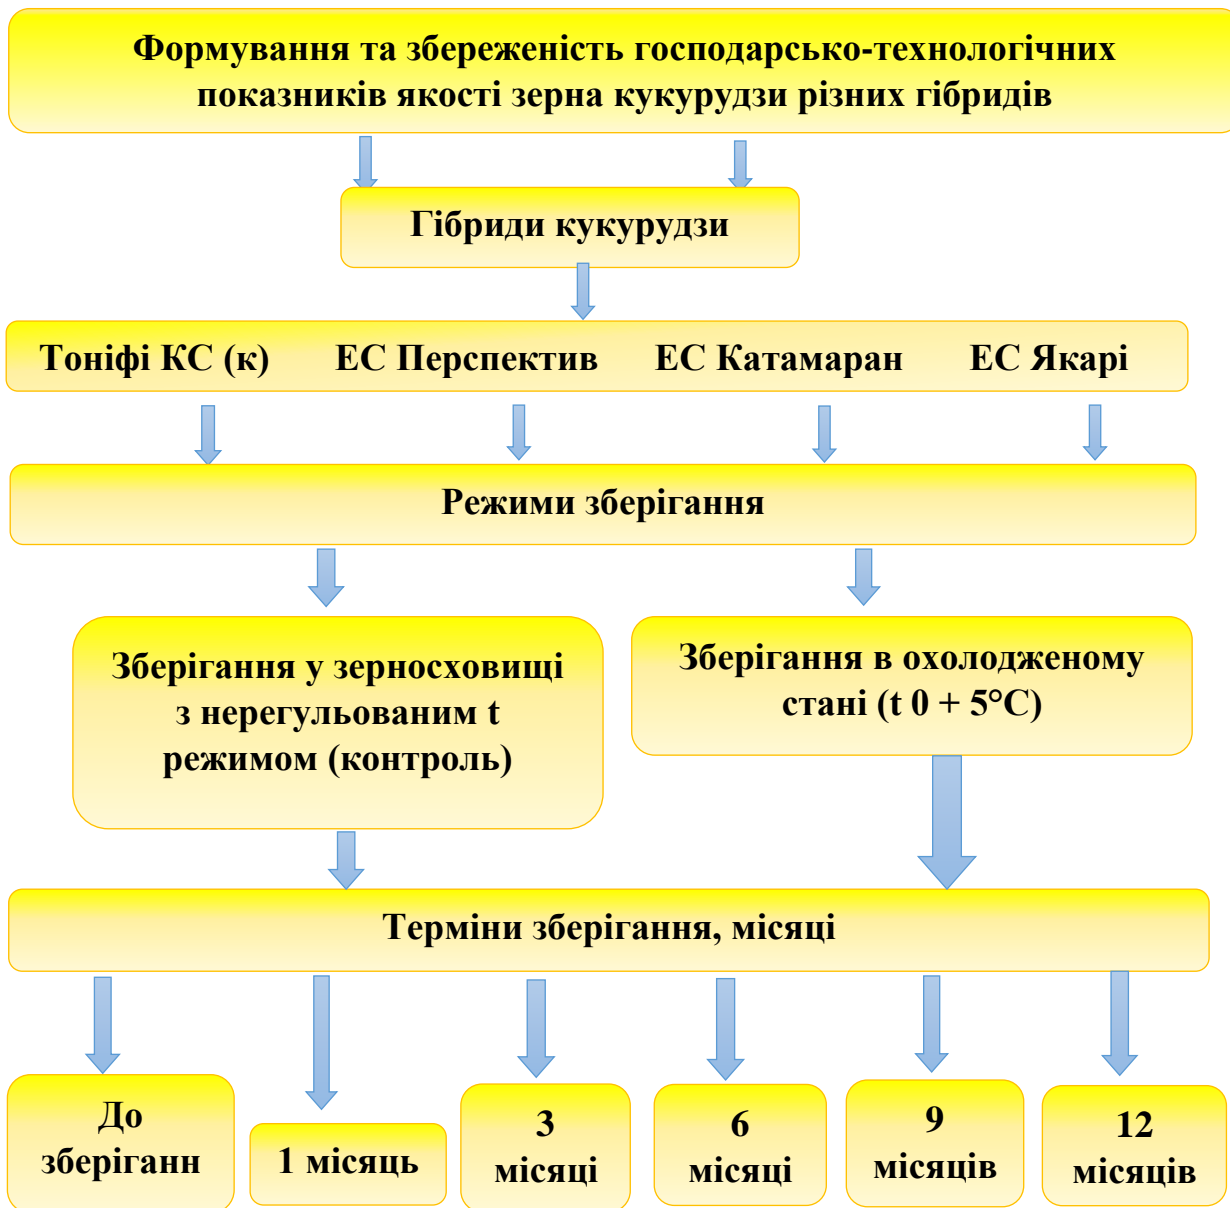 Формування та збереженість господарсько-технологічних
показників якості зерна кукурудзи різних гібридів
Гібриди кукурудзи
Тоніфі КС (к) ЕС Перспектив ЕС Катамаран ЕС Якарі
Режими зберігання
Зберігання у зерносховищі
з нерегульованим t
режимом (контроль)
Зберігання в охолодженому
стані (t 0 + 5°С)
Терміни зберігання, місяці
До
зберіганн
1 місяць
3
місяці
6
місяці
9
місяців
12
місяців